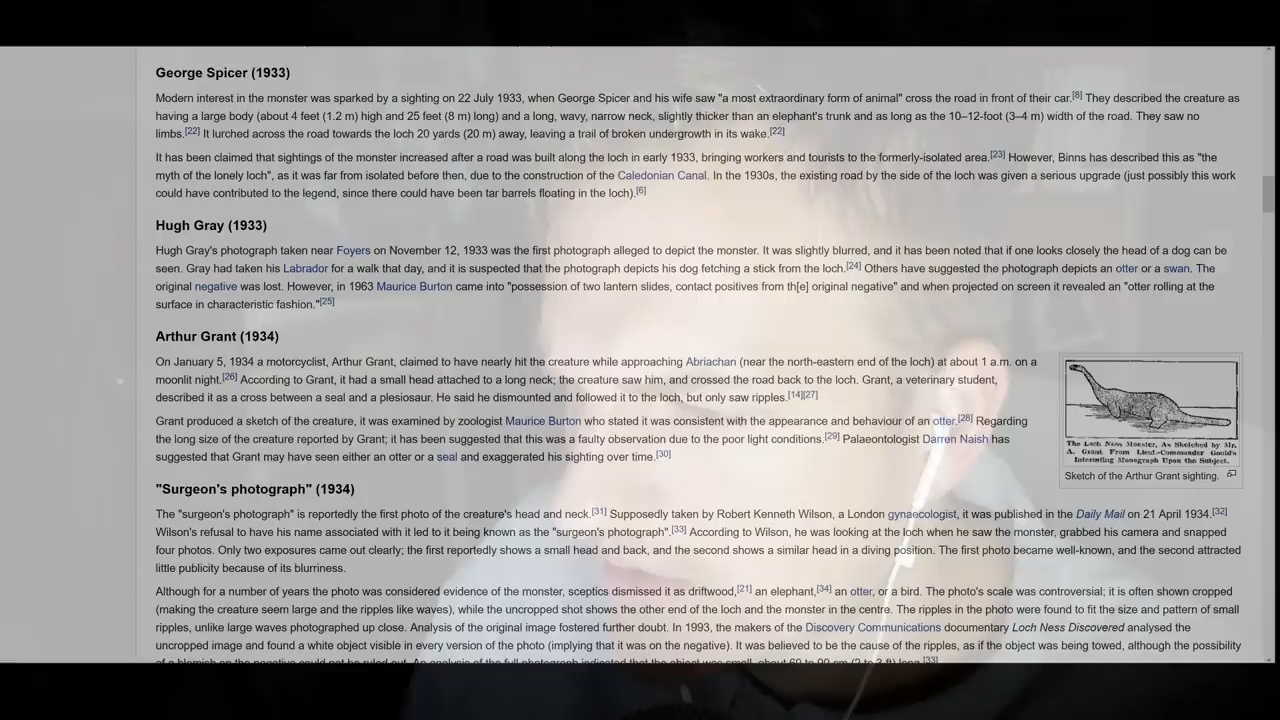 George Spicer (1933)
Modern interest in the monster was sparked by a sighting on 22 July 1933, when George Spicer and his wife saw "a most extraordinary form of animal" cross the road in front of their car.[8] They described the creature as
having a large body (about 4 feet (1.2 m) high and 25 feet (8 m) long) and a long, wavy, narrow neck, slightly thicker than an elephant's trunk and as long as the 10–12-foot (3–4 m) width of the road. They saw no
limbs.[22] It lurched across the road towards the loch 20 yards (20 m) away, leaving a trail of broken undergrowth in its wake.[22]
It has been claimed that sightings of the monster increased after a road was built along the loch in early 1933, bringing workers and tourists to the formerly-isolated area.[23] However, Binns has described this as "the
myth of the lonely loch", as it was far from isolated before then, due to the construction of the Caledonian Canal. In the 1930s, the existing road by the side of the loch was given a serious upgrade (just possibly this work
could have contributed to the legend, since there could have been tar barrels floating in the loch).[6]
Hugh Gray (1933)
Hugh Gray's photograph taken near Foyers on November 12, 1933 was the first photograph alleged to depict the monster. It was slightly blurred, and it has been noted that if one looks closely the head of a dog can be
seen. Gray had taken his Labrador for a walk that day, and it is suspected that the photograph depicts his dog fetching a stick from the loch.[24] Others have suggested the photograph depicts an otter or a swan. The
original negative was lost. However, in 1963 Maurice Burton came into "possession of two lantern slides, contact positives from th[e] original negative" and when projected on screen it revealed an "otter rolling at the
surface in characteristic fashion."[25]
Arthur Grant (1934)
On January 5, 1934 a motorcyclist, Arthur Grant, claimed to have nearly hit the creature while approaching Abriachan (near the north-eastern end of the loch) at about 1 a.m. on a
moonlit night.[26] According to Grant, it had a small head attached to a long neck; the creature saw him, and crossed the road back to the loch. Grant, a veterinary student,
described it as a cross between a seal and a plesiosaur. He said he dismounted and followed it to the loch, but only saw ripples.[14][27]
Grant produced a sketch of the creature, it was examined by zoologist Maurice Burton who stated it was consistent with the appearance and behaviour of an otter.[28] Regarding
the long size of the creature reported by Grant; it has been suggested that this was a faulty observation due to the poor light conditions.[29] Palaeontologist Darren Naish has
suggested that Grant may have seen either an otter or a seal and exaggerated his sighting over time.[30]
The Loch Ness Monster, As Sketched by Mr.
A. Grant From Lieut-Commander Gould's
Interesting Monograph Upon the Subject.
Sketch of the Arthur Grant sighting.
"Surgeon's photograph" (1934)
The "surgeon's photograph" is reportedly the first photo of the creature's head and neck.[31] Supposedly taken by Robert Kenneth Wilson, a London gynaecologist, it was published in the Daily Mail on 21 April 1934.[32]
Wilson's refusal to have his name associated with it led to it being known as the "surgeon's photograph".[33] According to Wilson, he was looking at the loch when he saw the monster, grabbed his camera and snapped
four photos. Only two exposures came out clearly; the first reportedly shows a small head and back, and the second shows a similar head in a diving position. The first photo became well-known, and the second attracted
little publicity because of its blurriness.
Although for a number of years the photo was considered evidence of the monster, sceptics dismissed it as driftwood,[21] an elephant,[34] an otter, or a bird. The photo's scale was controversial; it is often shown cropped
(making the creature seem large and the ripples like waves), while the uncropped shot shows the other end of the loch and the monster in the centre. The ripples in the photo were found to fit the size and pattern of small
ripples, unlike large waves photographed up close. Analysis of the original image fostered further doubt. In 1993, the makers of the Discovery Communications documentary Loch Ness Discovered analysed the
uncropped image and found a white object visible in every version of the photo (implying that it was on the negative). It was believed to be the cause of the ripples, as if the object was being towed, although the possibility
of a blemish on the negative could not be ruled out. An analysis of the full photograph indicated that the object was small, about 60 to 90 cm (2 to 3 ft) long.[33]